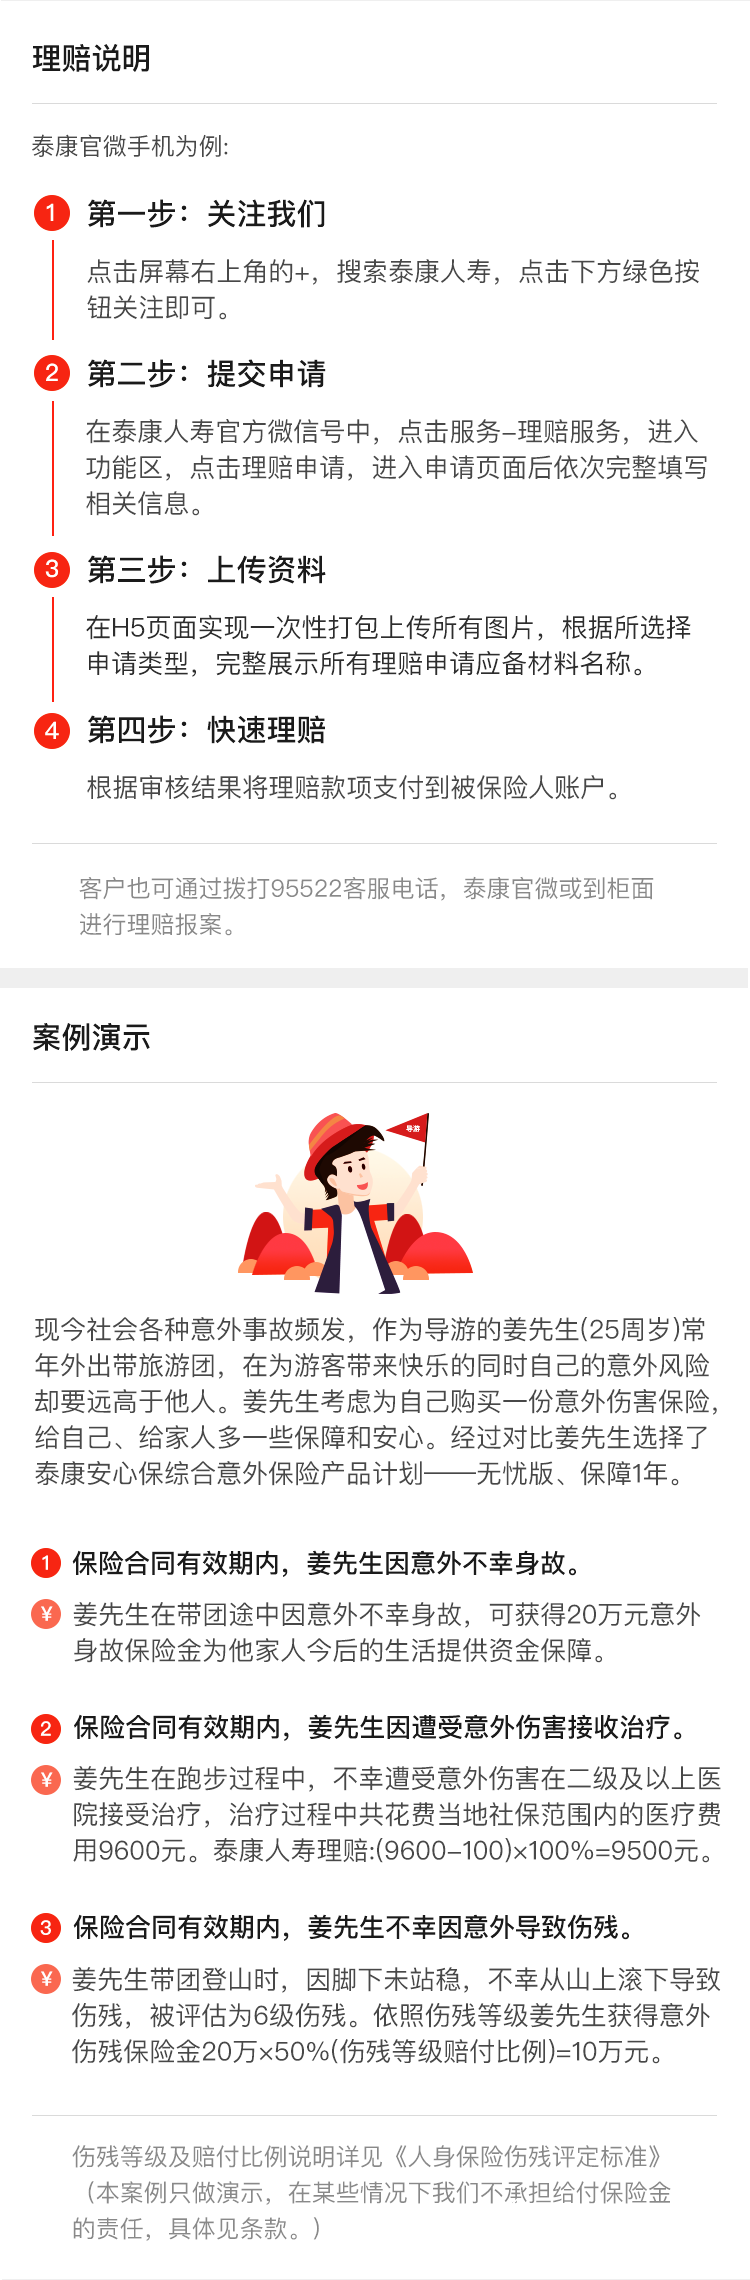 理赔说明
泰康官微手机为例:
1 第一步：关注我们
点击屏幕右上角的+，搜索泰康人寿，点击下方绿色按
钮关注即可。
2 第二步：提交申请
在泰康人寿官方微信号中，点击服务–理赔服务，进入
功能区，点击理赔申请，进入申请页面后依次完整填写
相关信息。
3 第三步：上传资料
在H5页面实现一次性打包上传所有图片，根据所选择
申请类型，完整展示所有理赔申请应备材料名称。
4 第四步：快速理赔
根据审核结果将理赔款项支付到被保险人账户。
客户也可通过拨打95522客服电话，泰康官微或到柜面
进行理赔报案。
案例演示
导游
现今社会各种意外事故频发，作为导游的姜先生(25周岁)常
年外出带旅游团，在为游客带来快乐的同时自己的意外风险
却要远高于他人。姜先生考虑为自己购买一份意外伤害保险，
给自己、给家人多一些保障和安心。经过对比姜先生选择了
泰康安心保综合意外保险产品计划——无忧版、保障1年。
1 保险合同有效期内，姜先生因意外不幸身故。
¥ 姜先生在带团途中因意外不幸身故，可获得20万元意外
身故保险金为他家人今后的生活提供资金保障。
2 保险合同有效期内，姜先生因遭受意外伤害接收治疗。
¥ 姜先生在跑步过程中，不幸遭受意外伤害在二级及以上医
院接受治疗，治疗过程中共花费当地社保范围内的医疗费
用9600元。泰康人寿理赔:(9600–100)×100%=9500元。
3 保险合同有效期内，姜先生不幸因意外导致伤残。
¥ 姜先生带团登山时，因脚下未站稳，不幸从山上滚下导致
伤残，被评估为6级伤残。依照伤残等级姜先生获得意外
伤残保险金20万×50%(伤残等级赔付比例)=10万元。
伤残等级及赔付比例说明详见《人身保险伤残评定标准》
（本案例只做演示，在某些情况下我们不承担给付保险金
的责任，具体见条款。）